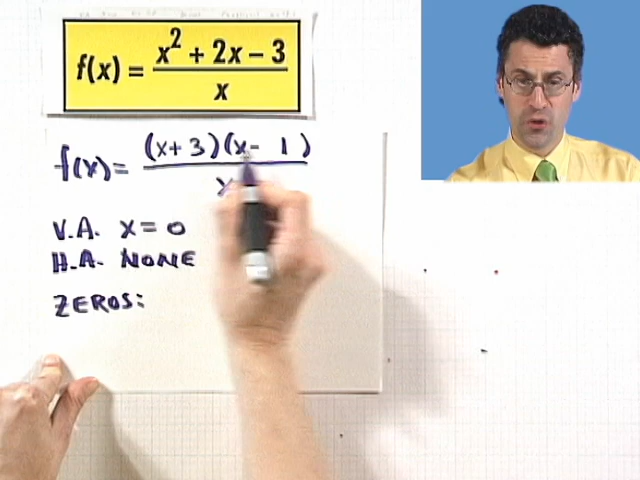 f(x) = (x² + 2x − 3)/x
f(x) = (x+3)(x− 1)/x
V.A. x = 0
H.A. NONE
ZEROS: